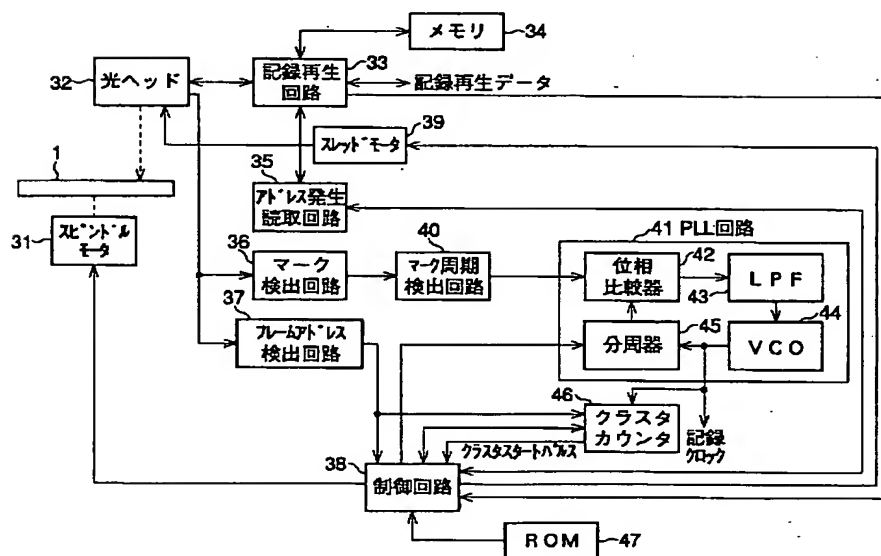 メモリ
34
32
光ヘッド
33
記録再生
回路
記録再生データ
39
スレッドモータ
35
アドレス発生
読取回路
1
31
スピンドル
モータ
36
マーク
検出回路
40
マーク周期
検出回路
41 PLL回路
位相
比較器
42
LPF
43
37
フレームアドレス
検出回路
分周器
45
VCO
44
46
クラスタ
カウンタ
記録
クロック
クラスタスタートパルス
38
制御回路
ROM
47